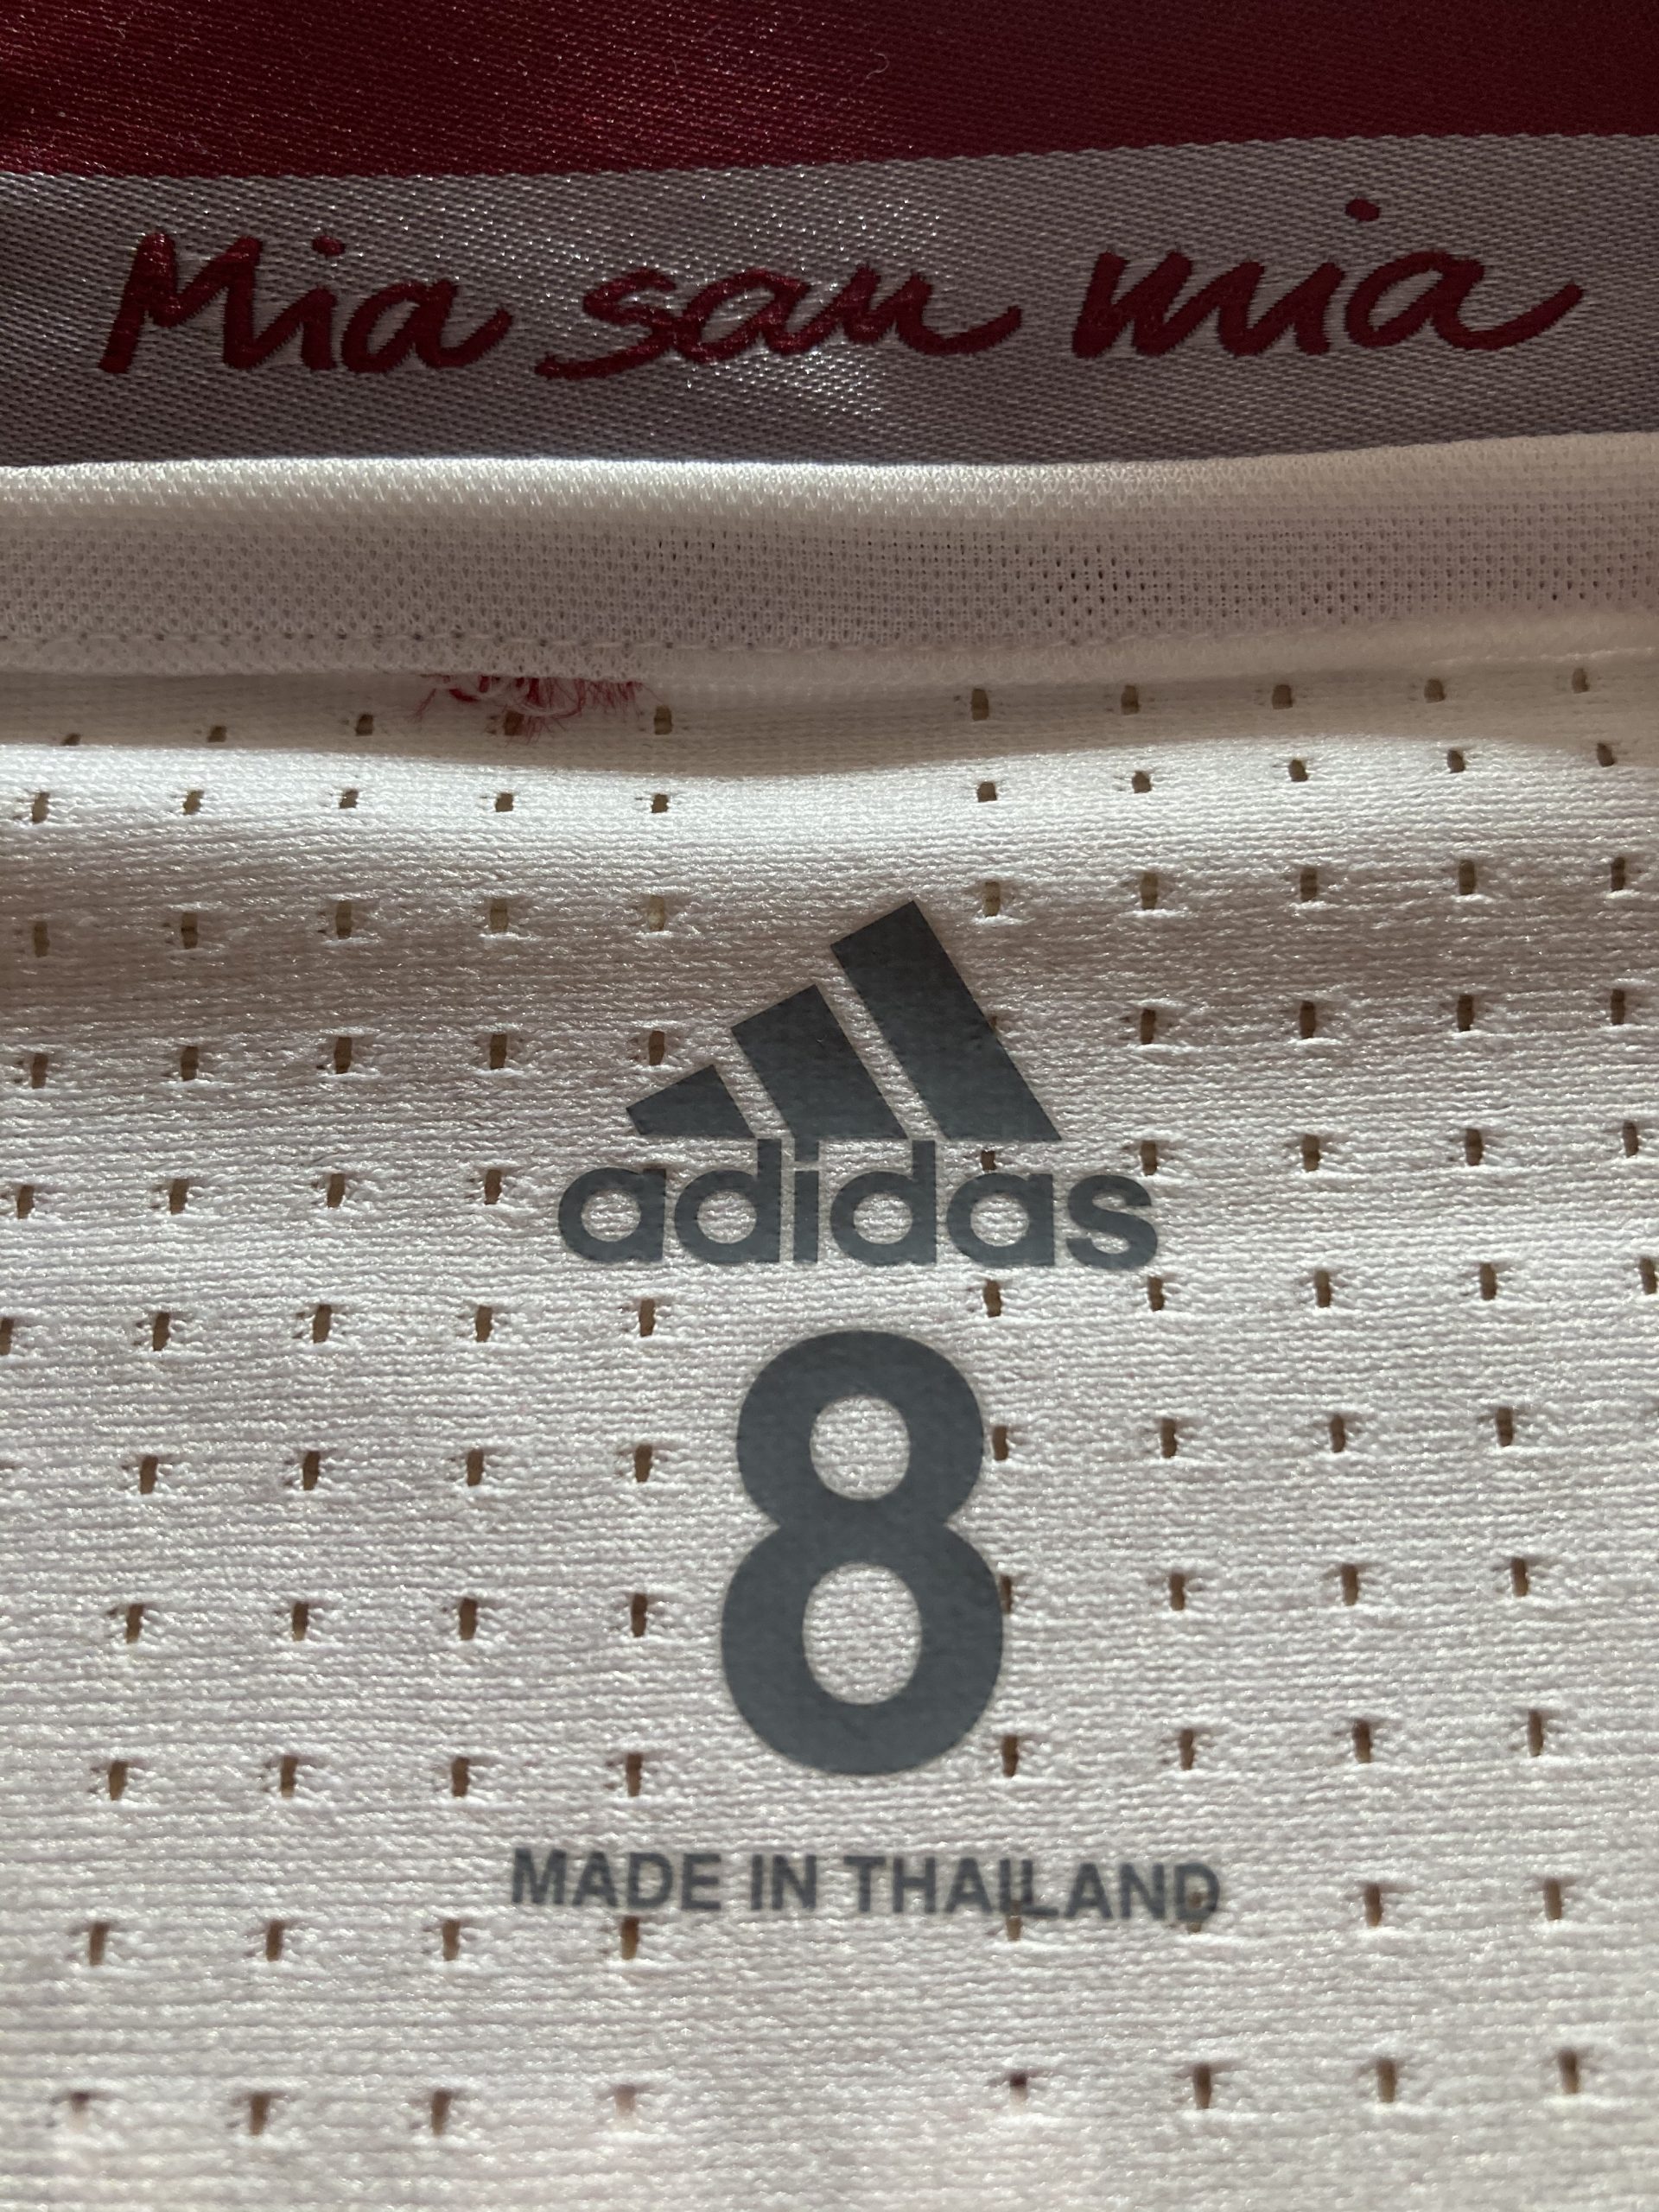 Mia san mia
adidas
8
MADE IN THAILAND